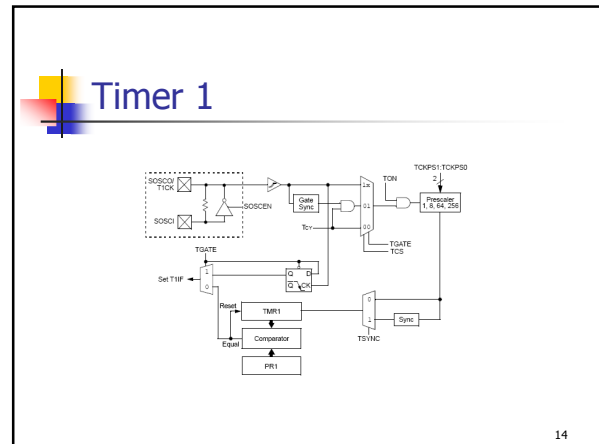 Timer 1
TCKPS1:TCKPS0
SOSCO/
T1CK
TON
2
1x
SOSCEN
Gate
Sync
01
Prescaler
1, 8, 64, 256
SOSCI
TCY
00
TGATE
TGATE
TCS
1
Q
D
Set T1IF
Q
CK
0
Reset
0
TMR1
1
Sync
Equal
Comparator
TSYNC
PR1
14